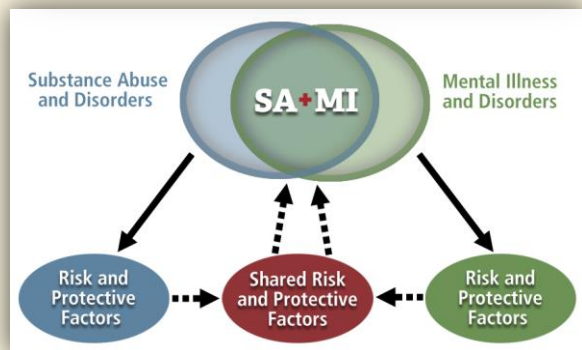 Substance Abuse
and Disorders
SA+MI
Mental Illness
and Disorders
Risk and
Protective
Factors
Shared Risk
and Protective
Factors
Risk and
Protective
Factors